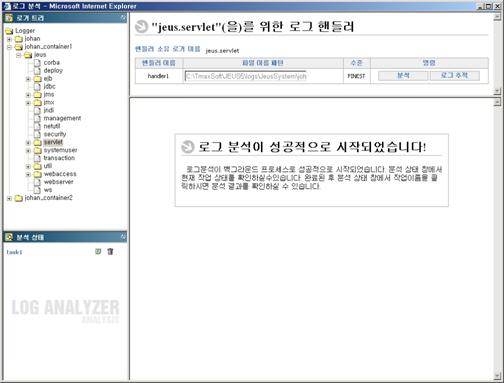 로그 분석 - Microsoft Internet Explorer
로거 트리
Logger
johan
johan_container1
jeus
corba
deploy
ejb
jdbc
jms
jmx
jndi
management
netutil
security
servlet
systemuser
transaction
util
webaccess
webserver
ws
johan_container2
분석 상태
task1
LOG ANALYZER
ANALYSIS
"jeus.servlet"(을)를 위한 로그 핸들러
핸들러 소유 로거 이름 jeus.servlet
핸들러 이름 파일 이름 패턴 수준 명령
handler1 C:\TmaxSoft\JEUS5\logs\JeusSystem\joh FINEST 분석 로그 추적
로그 분석이 성공적으로 시작되었습니다!
로그분석이 백그라운드 프로세스로 성공적으로 시작되었습니다. 분석 상태 창에서
현재 작업 상태를 확인하실수있습니다. 완료된 후 분석 상태 창에서 작업이름을 클
릭하시면 분석 결과를 확인하실 수 있습니다.